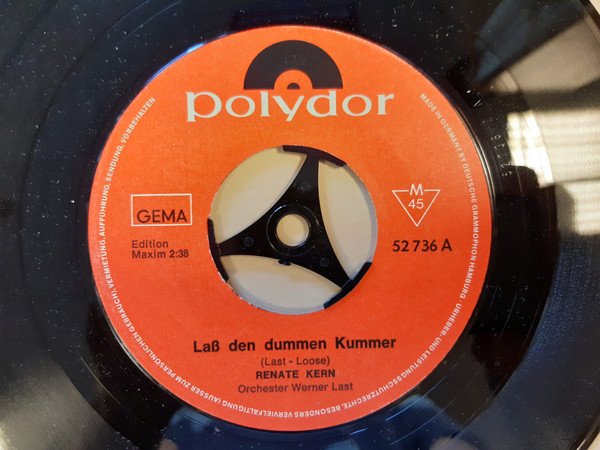 polydor
GEMA
Edition
Maxim 2:38
M
45
52 736 A
Laß den dummen Kummer
(Last - Loose)
RENATE KERN
Orchester Werner Last
MADE IN GERMANY BY DEUTSCHE GRAMMOPHON HAMBURG · URHEBER- UND LEISTUNGSSCHUTZRECHTE, BESONDERS VERVIELFÄLTIGUNG (AUSSER ZUM PERSÖNLICHEN GEBRAUCH), VERMIETUNG, AUFFÜHRUNG, SENDUNG, VORBEHALTEN